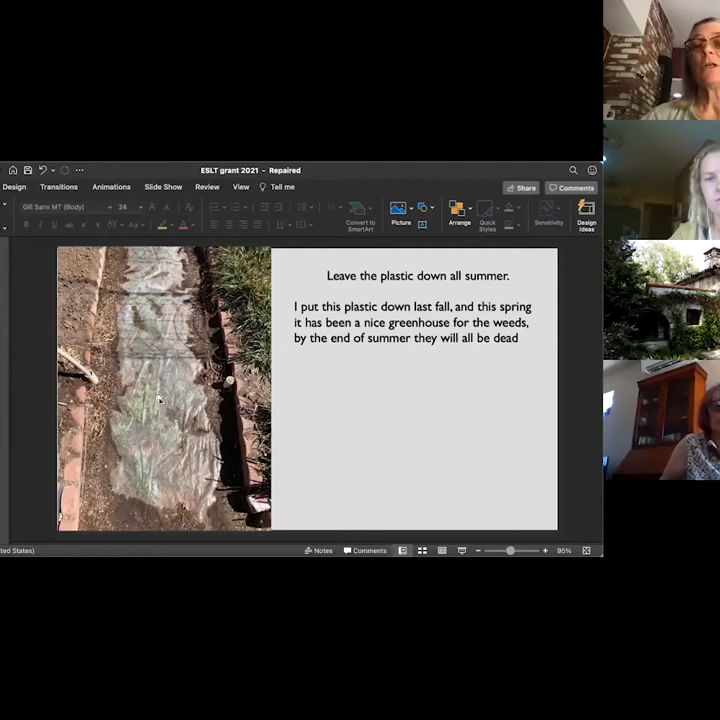 ESLT grant 2021 - Repaired
Design Transitions Animations Slide Show Review View Tell me Share Comments
Gill Sans MT (Body) 24 Aa Convert to SmartArt Picture Arrange Quick Styles Sensitivity Design Ideas
Leave the plastic down all summer.
I put this plastic down last fall, and this spring
it has been a nice greenhouse for the weeds,
by the end of summer they will all be dead
ted States) Notes Comments 95%